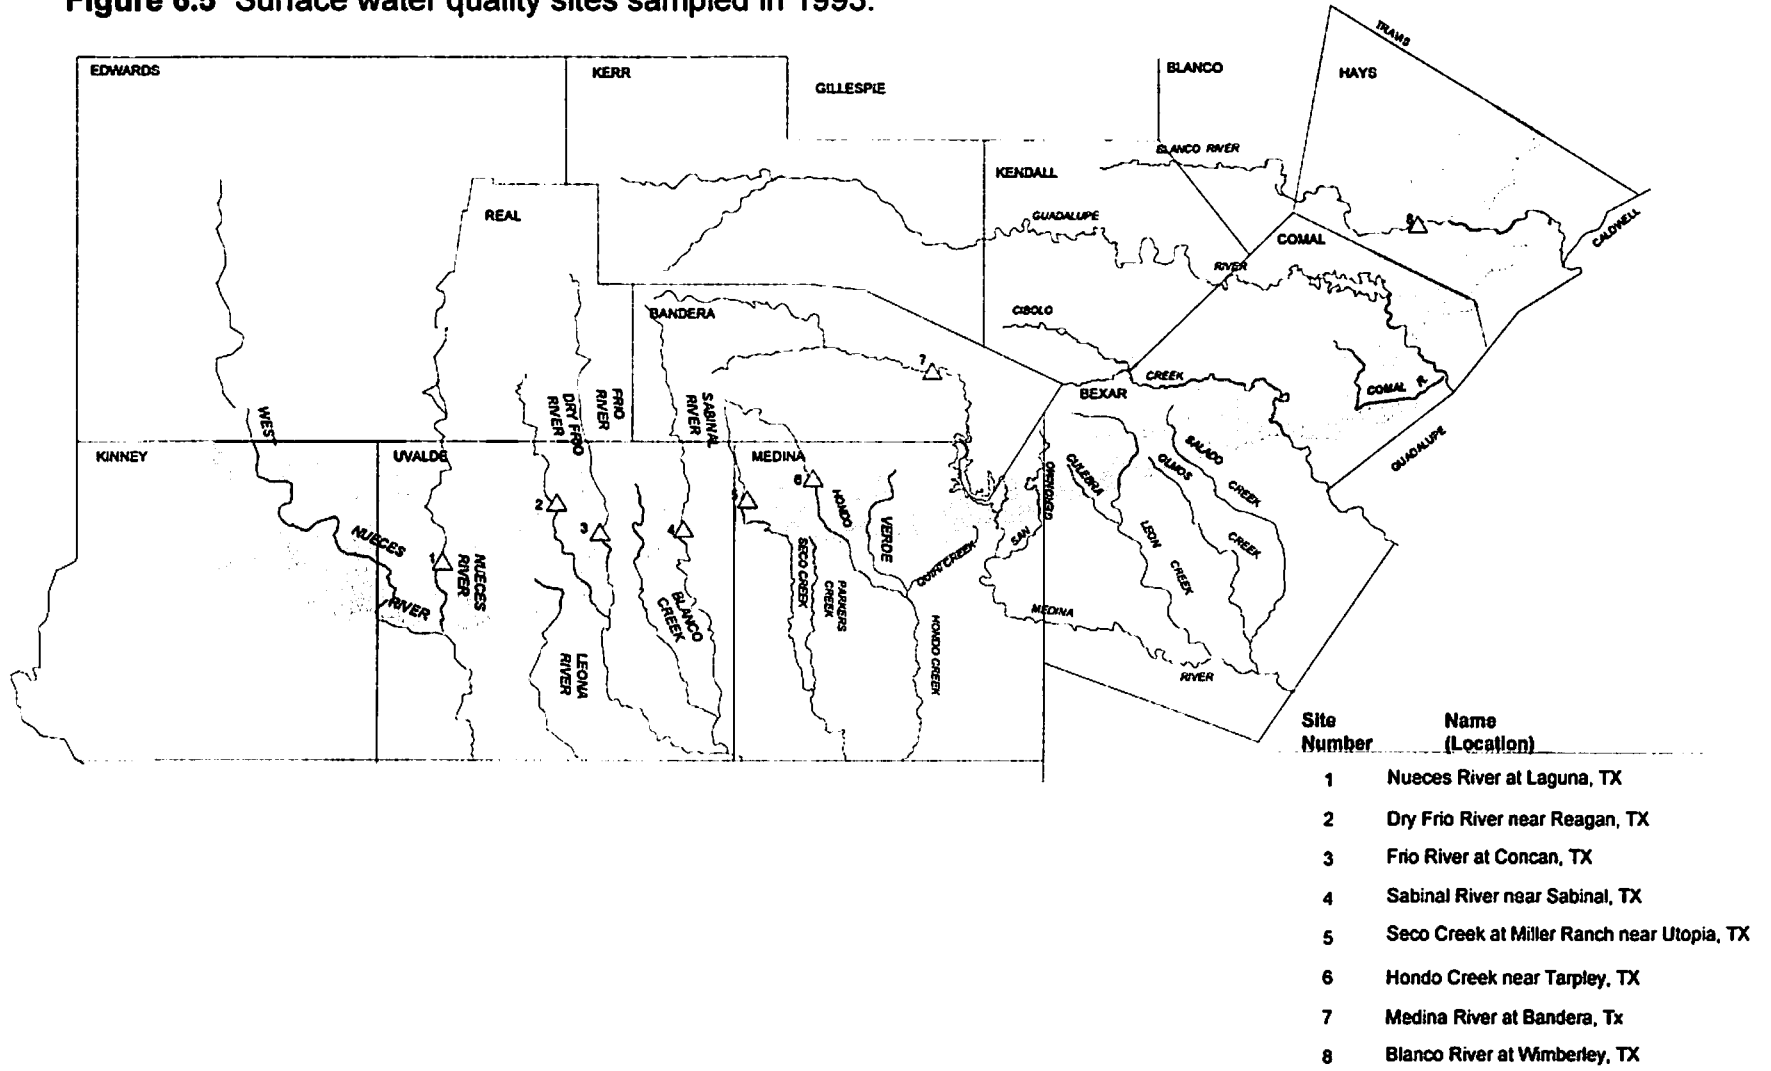 Figure 6.5 Surface water quality sites sampled in 1995.
TRAVIS
EDWARDS
KERR
GILLESPIE
BLANCO
HAYS
BLANCO RIVER
KENDALL
REAL
GUADALUPE
RIVER
COMAL
8
CALDWELL
BANDERA
CIBOLO
CREEK
7
BEXAR
COMAL R.
GUADALUPE
WEST
NUECES
RIVER
DRY FRIO
RIVER
FRIO
RIVER
SABINAL
RIVER
KINNEY
UVALDE
MEDINA
1
2
3
4
5
6
NUECES
RIVER
LEONA
RIVER
BLANCO
CREEK
SECO CREEK
PARKERS
CREEK
HONDO
VERDE
QUIHI CREEK
HONDO CREEK
SAN
GERONIMO
CULEBRA
LEON
CREEK
OLMOS
CREEK
SALADO
CREEK
MEDINA
RIVER
Site Name
Number (Location)
1 Nueces River at Laguna, TX
2 Dry Frio River near Reagan, TX
3 Frio River at Concan, TX
4 Sabinal River near Sabinal, TX
5 Seco Creek at Miller Ranch near Utopia, TX
6 Hondo Creek near Tarpley, TX
7 Medina River at Bandera, Tx
8 Blanco River at Wimberley, TX